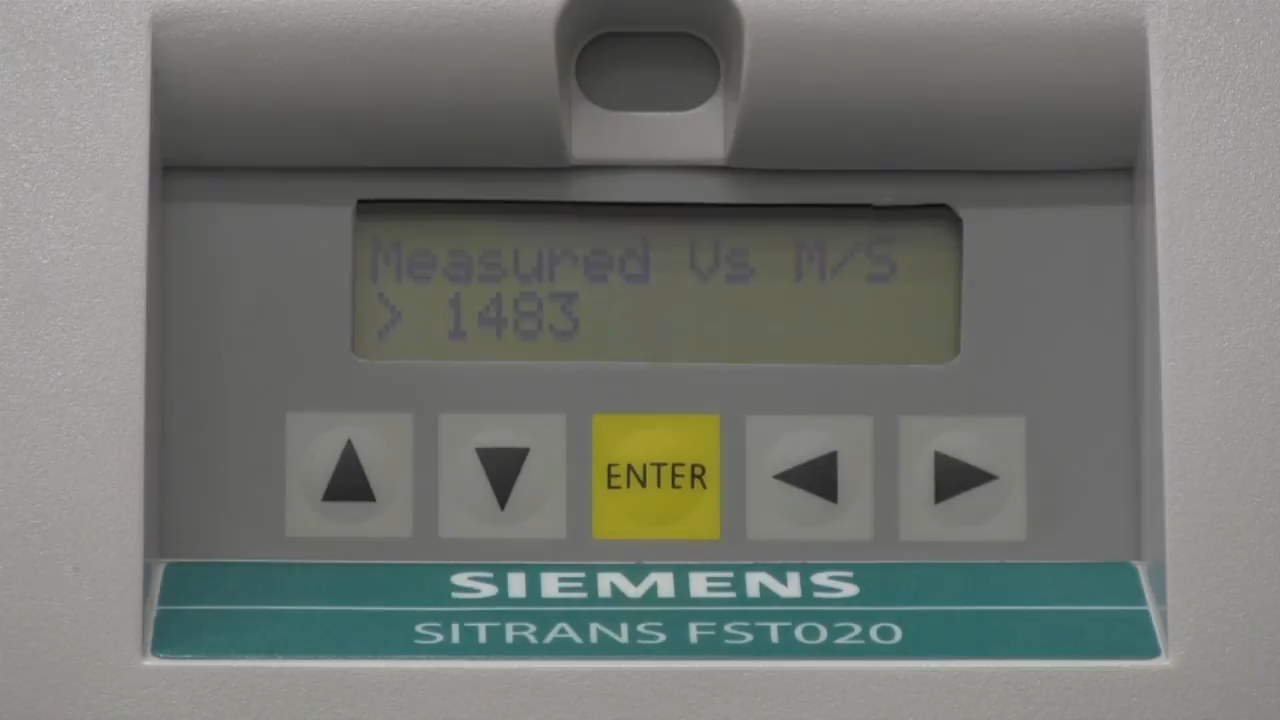 Measured Vs M/S
> 1483
ENTER
SIEMENS
SITRANS FST020